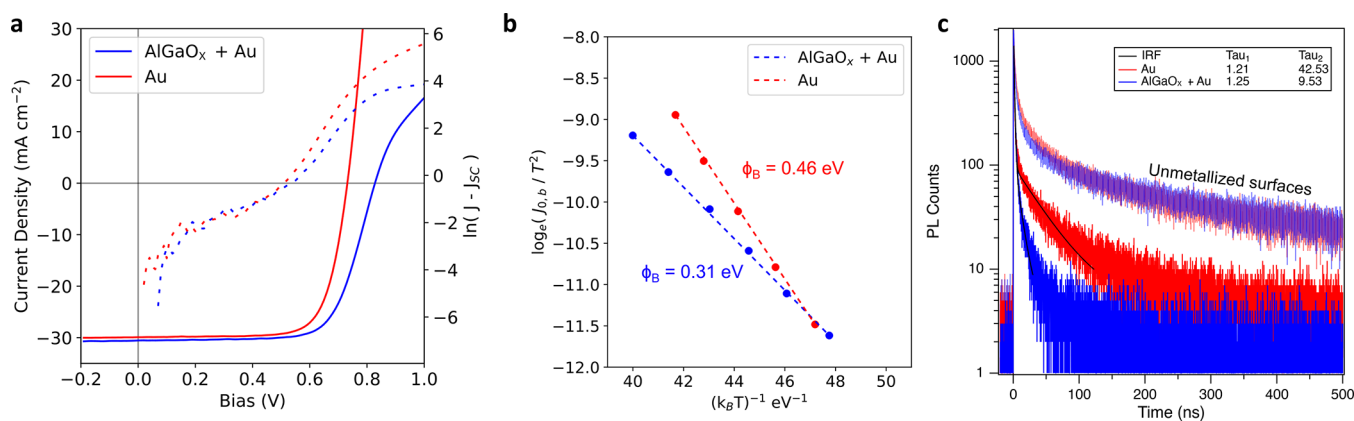 a
AlGaOX + Au
Au
Current Density (mA cm−2)
30
20
10
0
−10
−20
−30
−0.2
0.0
0.2
0.4
0.6
0.8
1.0
Bias (V)
6
4
2
0
−2
−4
−6
ln( J - JSC )
b
AlGaOx + Au
Au
loge( J0,b / T2)
−8.0
−8.5
−9.0
−9.5
−10.0
−10.5
−11.0
−11.5
−12.0
ϕB = 0.46 eV
ϕB = 0.31 eV
40
42
44
46
48
50
(kBT)−1 eV−1
c
IRF Tau1 Tau2
Au 1.21 42.53
AlGaOx + Au 1.25 9.53
Unmetallized surfaces
PL Counts
1000
100
10
1
0
100
200
300
400
500
Time (ns)